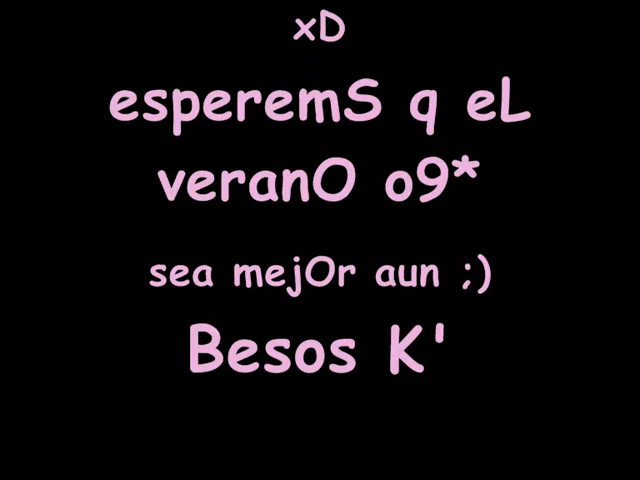 xD
esperemS q eL
veranO o9*
sea mejOr aun ;)
Besos K'